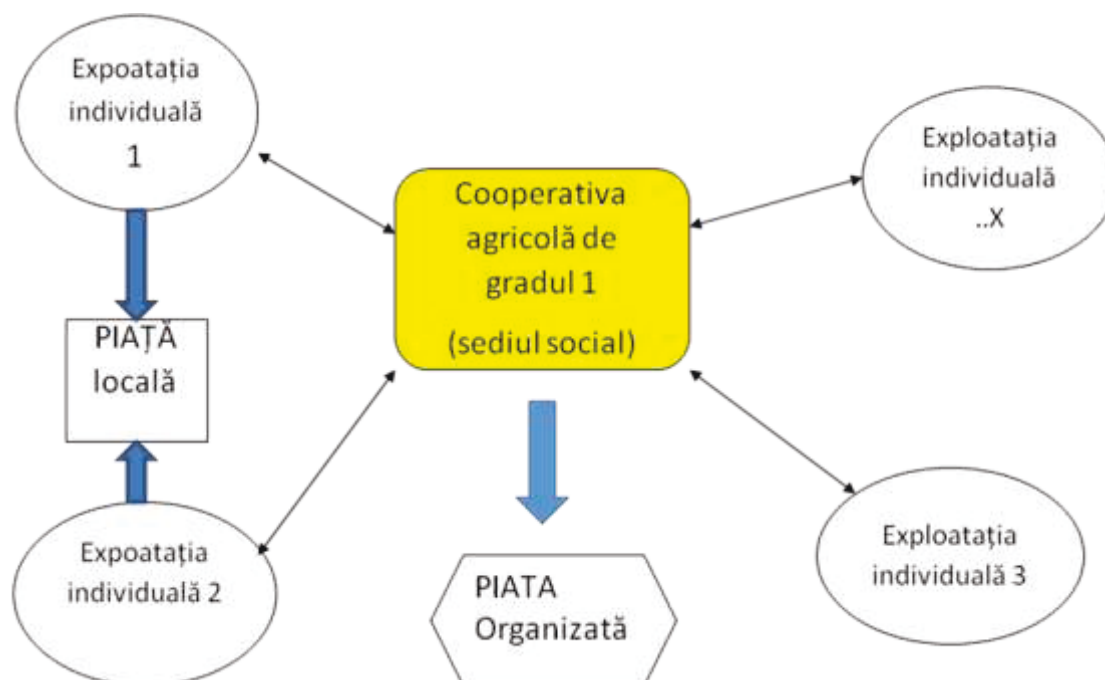 Expoatația
individuală
1
Exploatația
individuală
..X
Cooperativa
agricolă de
gradul 1
(sediul social)
PIAȚĂ
locală
Expoatația
individuală 2
PIATA
Organizată
Exploatația
individuală 3